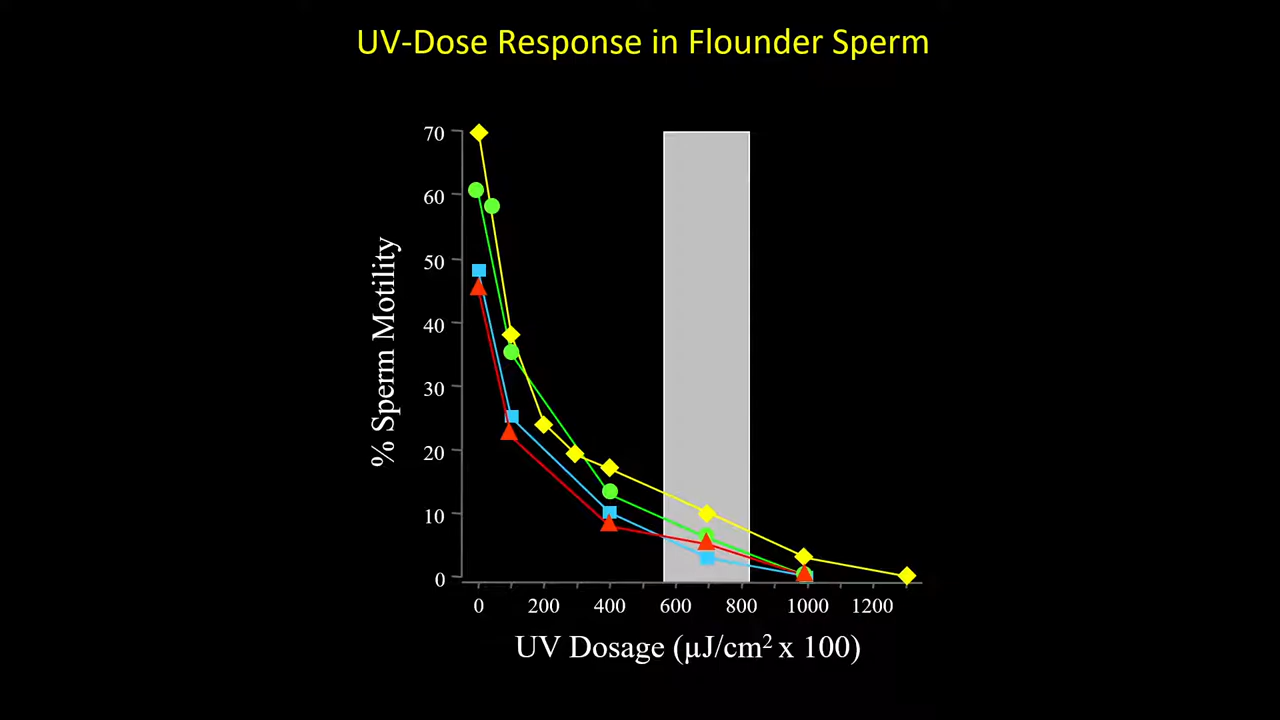 UV-Dose Response in Flounder Sperm
70
60
50
40
30
20
10
0
% Sperm Motility
0 200 400 600 800 1000 1200
UV Dosage (µJ/cm² x 100)